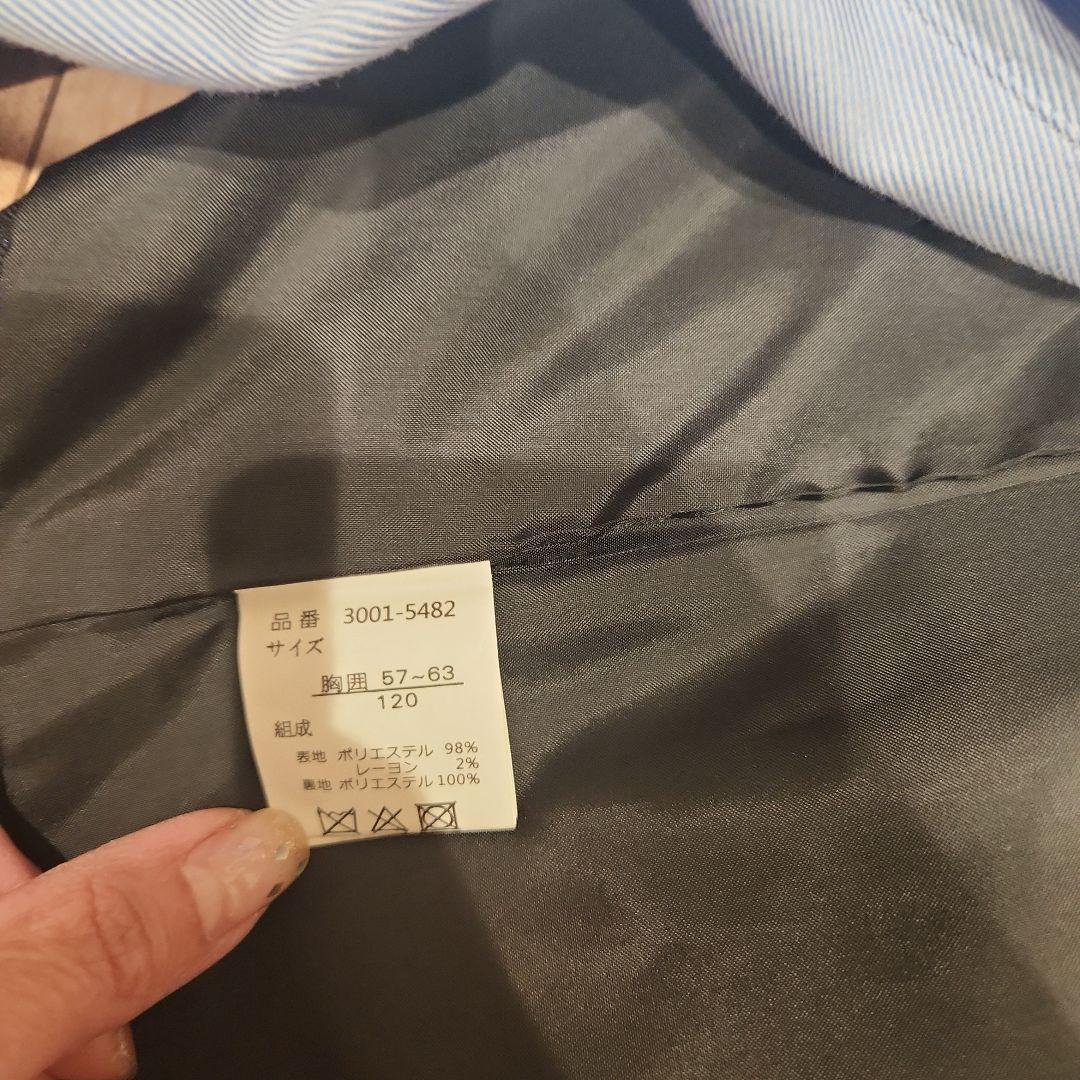 品番 3001-5482
サイズ
胸囲 57~63
120
組成
表地 ポリエステル 98%
レーヨン 2%
裏地 ポリエステル 100%